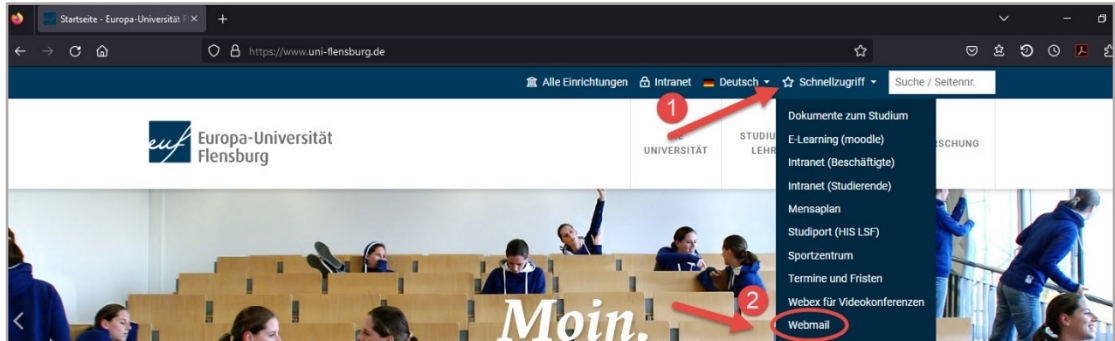 Startseite - Europa-Universität F
https://www.uni-flensburg.de
Alle Einrichtungen Intranet Deutsch Schnellzugriff Suche / Seitennr.
1
euf Europa-Universität
Flensburg
UNIVERSITÄT
STUDIU
LEHR
SCHUNG
Dokumente zum Studium
E-Learning (moodle)
Intranet (Beschäftigte)
Intranet (Studierende)
Mensaplan
Studiport (HIS LSF)
Sportzentrum
Termine und Fristen
Webex für Videokonferenzen
Webmail
2
Moin.